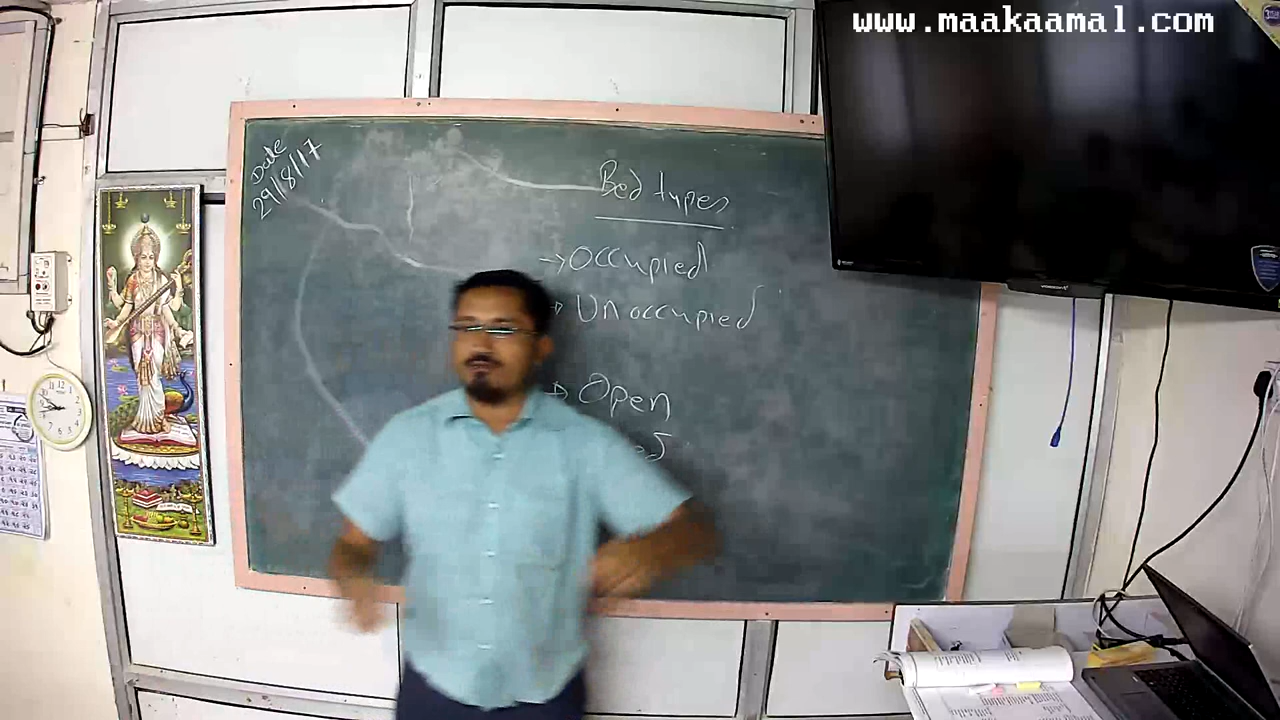 www.maakaamal.com
Date
29/8/17
Bed types
→ Occupied
→ Unoccupied
→ Open